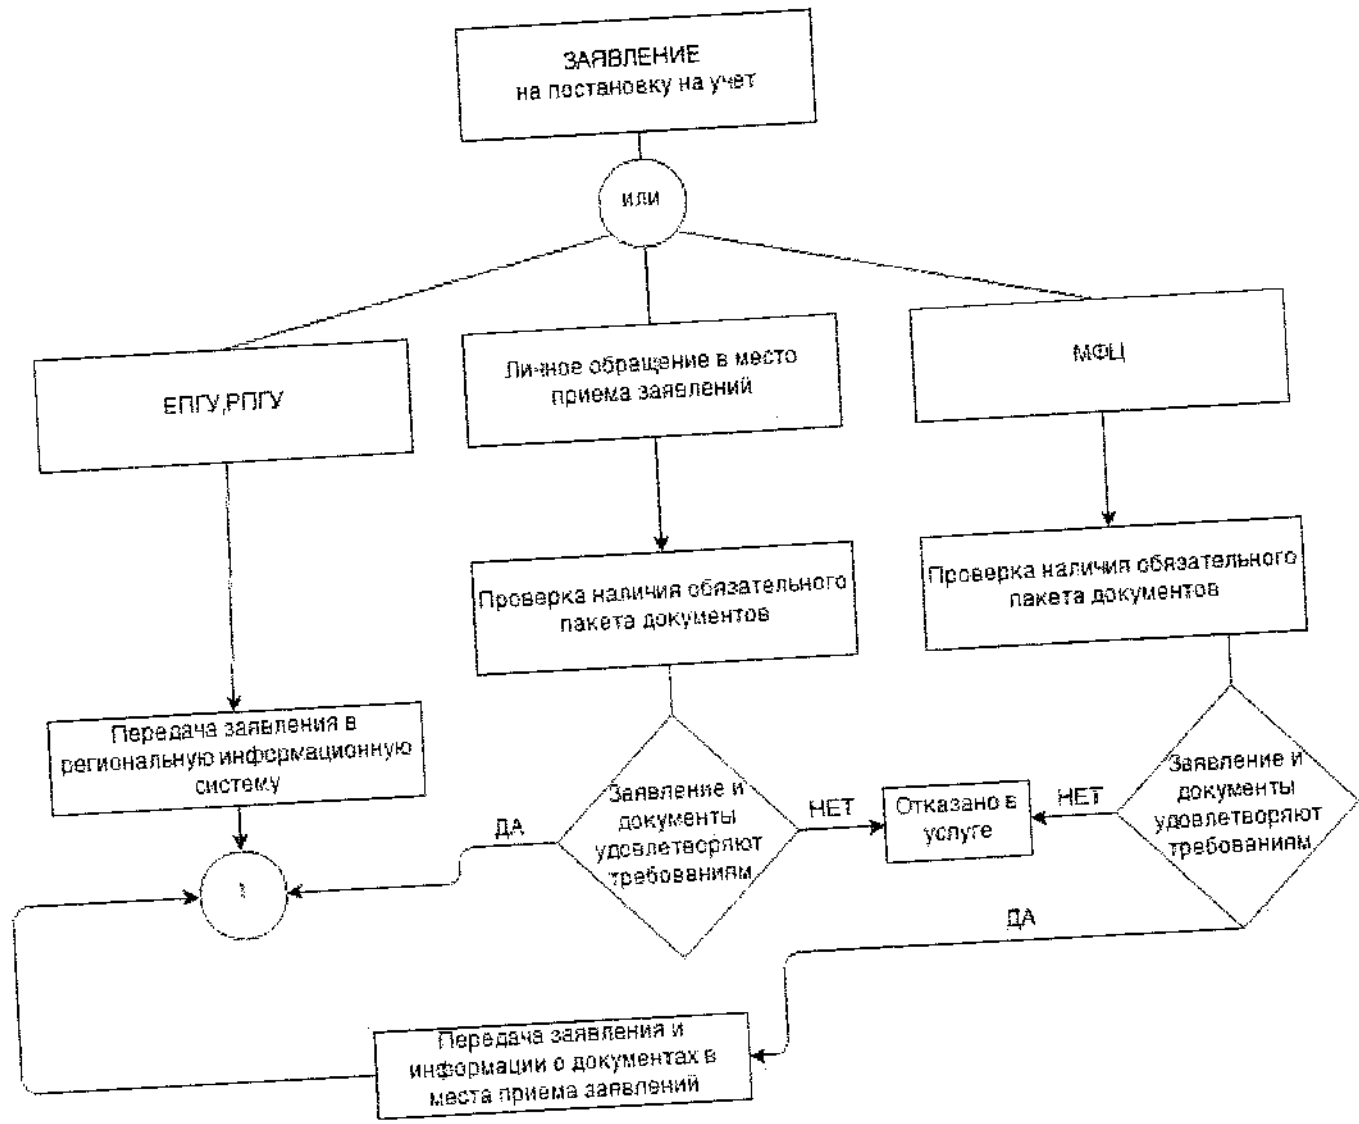 ЗАЯВЛЕНИЕ
на постановку на учет
или
ЕПГУ,РПГУ
Личное обращение в место
приема заявлений
МФЦ
Проверка наличия обязательного
пакета документов
Проверка наличия обязательного
пакета документов
Передача заявления в
региональную информационную
систему
Заявление и
документы
удовлетворяют
требованиям
ДА
НЕТ
Отказано в
услуге
НЕТ
Заявление и
документы
удовлетворяют
требованиям
ДА
1
Передача заявления и
информации о документах в
места приема заявлений